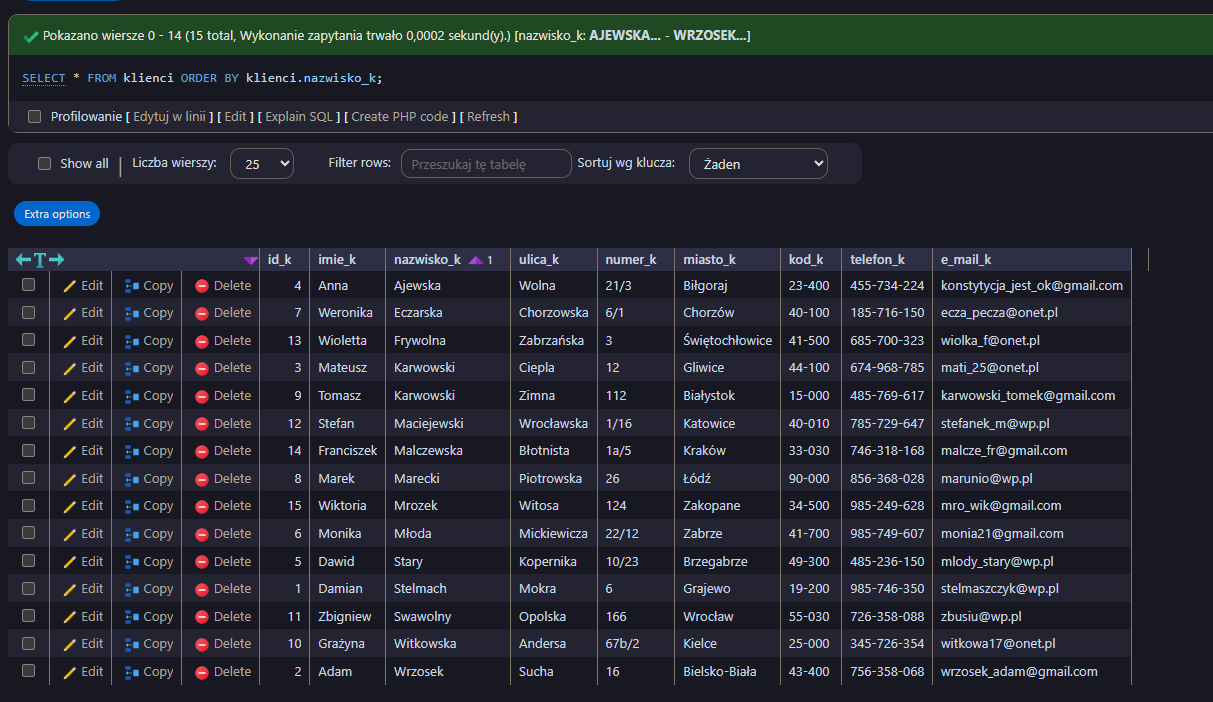 Pokazano wiersze 0 - 14 (15 total, Wykonanie zapytania trwało 0,0002 sekund(y).) [nazwisko_k: AJEWSKA... - WRZOSEK...]
SELECT * FROM klienci ORDER BY klienci.nazwisko_k;
Profilowanie [ Edytuj w linii ] [ Edit ] [ Explain SQL ] [ Create PHP code ] [ Refresh ]
Show all | Liczba wierszy: 25 Filter rows: Przeszukaj tę tabelę Sortuj wg klucza: Żaden
Extra options
←T→ id_k imie_k nazwisko_k 1 ulica_k numer_k miasto_k kod_k telefon_k e_mail_k
Edit Copy Delete 4 Anna Ajewska Wolna 21/3 Biłgoraj 23-400 455-734-224 konstytycja_jest_ok@gmail.com
Edit Copy Delete 7 Weronika Eczarska Chorzowska 6/1 Chorzów 40-100 185-716-150 ecza_pecza@onet.pl
Edit Copy Delete 13 Wioletta Frywolna Zabrzańska 3 Świętochłowice 41-500 685-700-323 wiolka_f@onet.pl
Edit Copy Delete 3 Mateusz Karwowski Ciepla 12 Gliwice 44-100 674-968-785 mati_25@onet.pl
Edit Copy Delete 9 Tomasz Karwowski Zimna 112 Białystok 15-000 485-769-617 karwowski_tomek@gmail.com
Edit Copy Delete 12 Stefan Maciejewski Wrocławska 1/16 Katowice 40-010 785-729-647 stefanek_m@wp.pl
Edit Copy Delete 14 Franciszek Malczewska Błotnista 1a/5 Kraków 33-030 746-318-168 malcze_fr@gmail.com
Edit Copy Delete 8 Marek Marecki Piotrowska 26 Łódź 90-000 856-368-028 marunio@wp.pl
Edit Copy Delete 15 Wiktoria Mrozek Witosa 124 Zakopane 34-500 985-249-628 mro_wik@gmail.com
Edit Copy Delete 6 Monika Młoda Mickiewicza 22/12 Zabrze 41-700 985-749-607 monia21@gmail.com
Edit Copy Delete 5 Dawid Stary Kopernika 10/23 Brzegabrze 49-300 485-236-150 mlody_stary@wp.pl
Edit Copy Delete 1 Damian Stelmach Mokra 6 Grajewo 19-200 985-746-350 stelmaszczyk@wp.pl
Edit Copy Delete 11 Zbigniew Swawolny Opolska 166 Wrocław 55-030 726-358-088 zbusiu@wp.pl
Edit Copy Delete 10 Grażyna Witkowska Andersa 67b/2 Kielce 25-000 345-726-354 witkowa17@onet.pl
Edit Copy Delete 2 Adam Wrzosek Sucha 16 Bielsko-Biała 43-400 756-358-068 wrzosek_adam@gmail.com